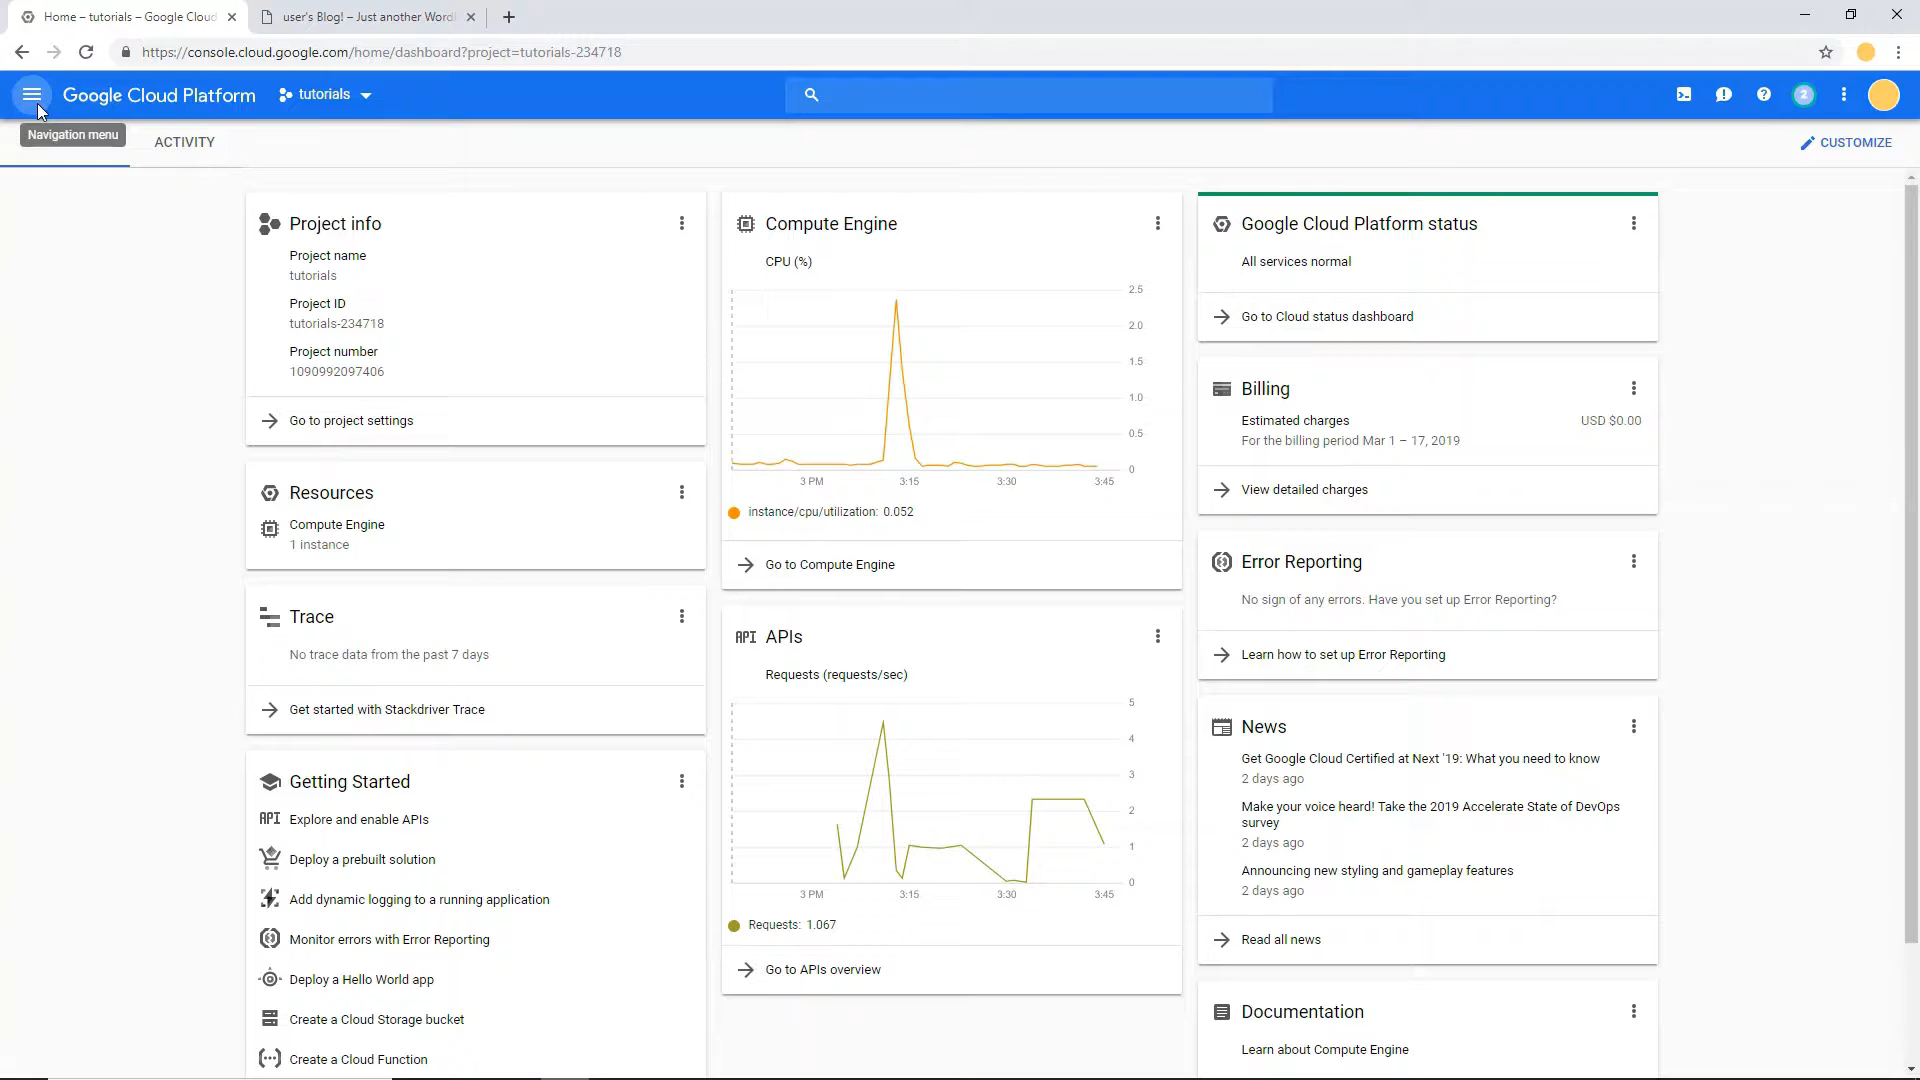 Home – tutorials – Google Cloud
user's Blog! – Just another Word
https://console.cloud.google.com/home/dashboard?project=tutorials-234718
Google Cloud Platform
tutorials
2
Navigation menu
ACTIVITY
CUSTOMIZE
Project info
Project name
tutorials
Project ID
tutorials-234718
Project number
1090992097406
Go to project settings
Resources
Compute Engine
1 instance
Trace
No trace data from the past 7 days
Get started with Stackdriver Trace
Getting Started
API Explore and enable APIs
Deploy a prebuilt solution
Add dynamic logging to a running application
Monitor errors with Error Reporting
Deploy a Hello World app
Create a Cloud Storage bucket
Create a Cloud Function
Compute Engine
CPU (%)
2.5
2.0
1.5
1.0
0.5
0
3 PM 3:15 3:30 3:45
instance/cpu/utilization: 0.052
Go to Compute Engine
API APIs
Requests (requests/sec)
5
4
3
2
1
0
3 PM 3:15 3:30 3:45
Requests: 1.067
Go to APIs overview
Google Cloud Platform status
All services normal
Go to Cloud status dashboard
Billing
Estimated charges USD $0.00
For the billing period Mar 1 – 17, 2019
View detailed charges
Error Reporting
No sign of any errors. Have you set up Error Reporting?
Learn how to set up Error Reporting
News
Get Google Cloud Certified at Next '19: What you need to know
2 days ago
Make your voice heard! Take the 2019 Accelerate State of DevOps
survey
2 days ago
Announcing new styling and gameplay features
2 days ago
Read all news
Documentation
Learn about Compute Engine